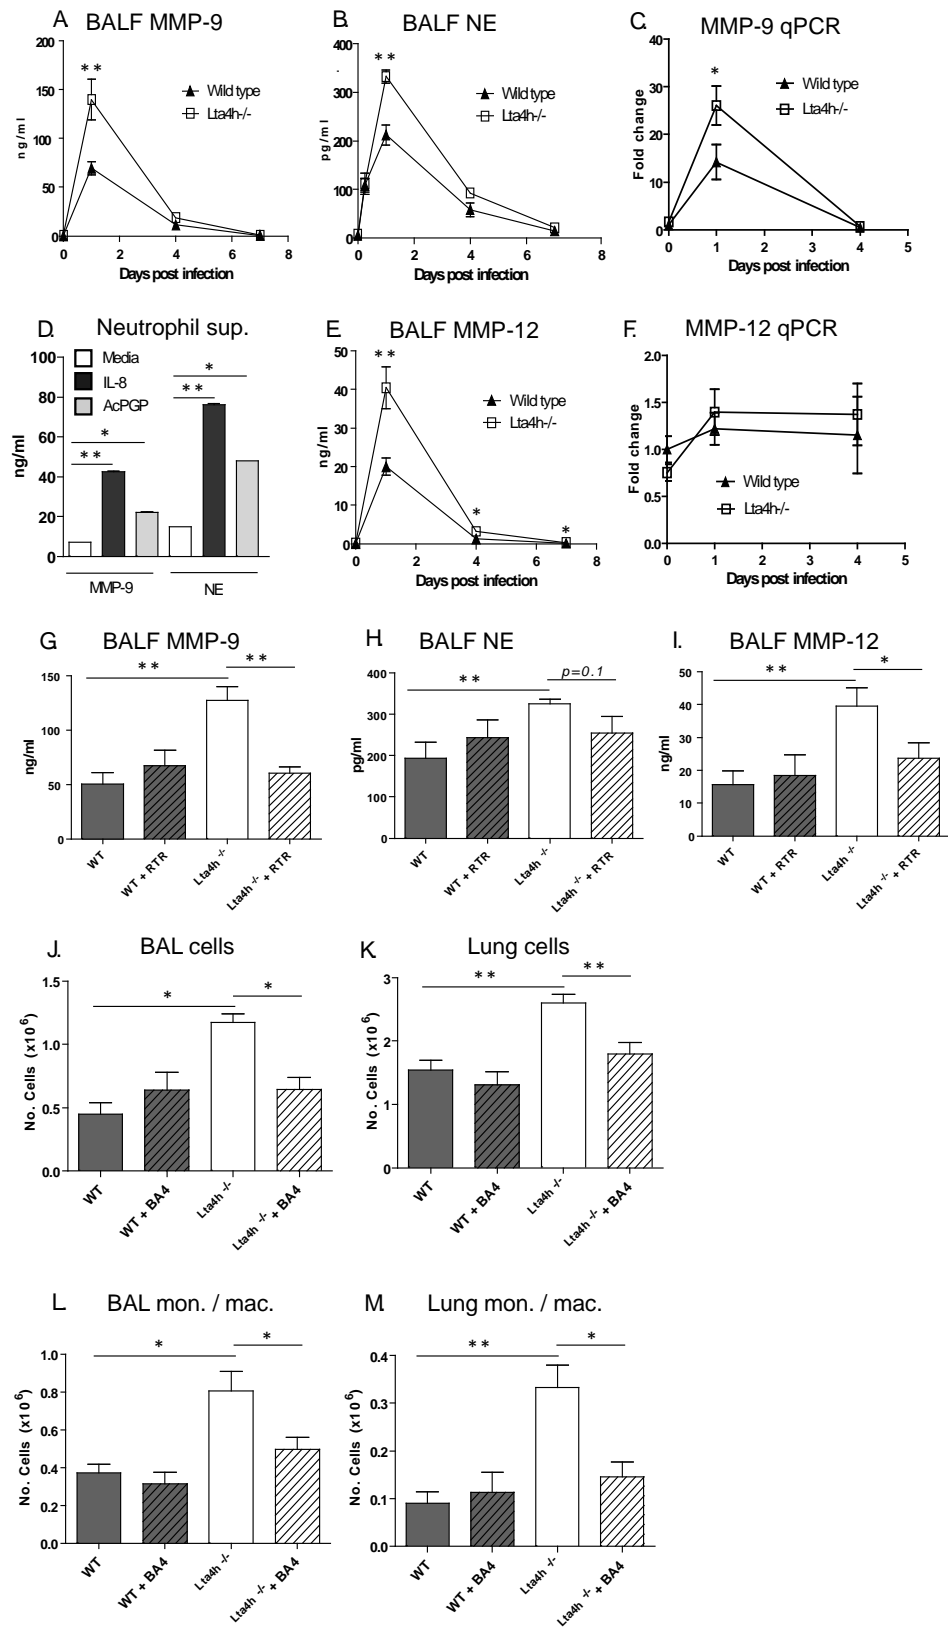 A. BALF MMP-9
B. BALF NE
C. MMP-9 qPCR
200
150
100
50
0
ng/ml
**
Wild type
Lta4h-/-
0 2 4 6 8
Days post infection
400
300
200
100
0
pg/ml
**
Wild type
Lta4h-/-
0 2 4 6 8
Days post infection
40
30
20
10
0
Fold change
*
Wild type
Lta4h-/-
0 1 2 3 4 5
Days post infection
D. Neutrophil sup.
E. BALF MMP-12
F. MMP-12 qPCR
100
80
60
40
20
0
ng/ml
Media
IL-8
AcPGP
*
**
*
**
MMP-9 NE
50
40
30
20
10
0
ng/ml
**
*
*
Wild type
Lta4h-/-
0 2 4 6 8
Days post infection
2.0
1.5
1.0
0.5
0.0
Fold change
Wild type
Lta4h-/-
0 1 2 3 4 5
Days post infection
G. BALF MMP-9
H. BALF NE
I. BALF MMP-12
150
100
50
0
ng/ml
** **
WT WT + RTR Lta4h -/- Lta4h -/- + RTR
400
300
200
100
0
pg/ml
** p=0.1
WT WT + RTR Lta4h -/- Lta4h -/- + RTR
50
40
30
20
10
0
ng/ml
** *
WT WT + RTR Lta4h -/- Lta4h -/- + RTR
J. BAL cells
K. Lung cells
1.5
1.0
0.5
0.0
No. Cells (x10^6)
* *
WT WT + BA4 Lta4h -/- Lta4h -/- + BA4
3
2
1
0
No. Cells (x10^6)
** **
WT WT + BA4 Lta4h -/- Lta4h -/- + BA4
L. BAL mon. / mac.
M. Lung mon. / mac.
1.0
0.8
0.6
0.4
0.2
0.0
No. Cells (x10^6)
* *
WT WT + BA4 Lta4h -/- Lta4h -/- + BA4
0.4
0.3
0.2
0.1
0.0
No. Cells (x10^6)
** *
WT WT + BA4 Lta4h -/- Lta4h -/- + BA4